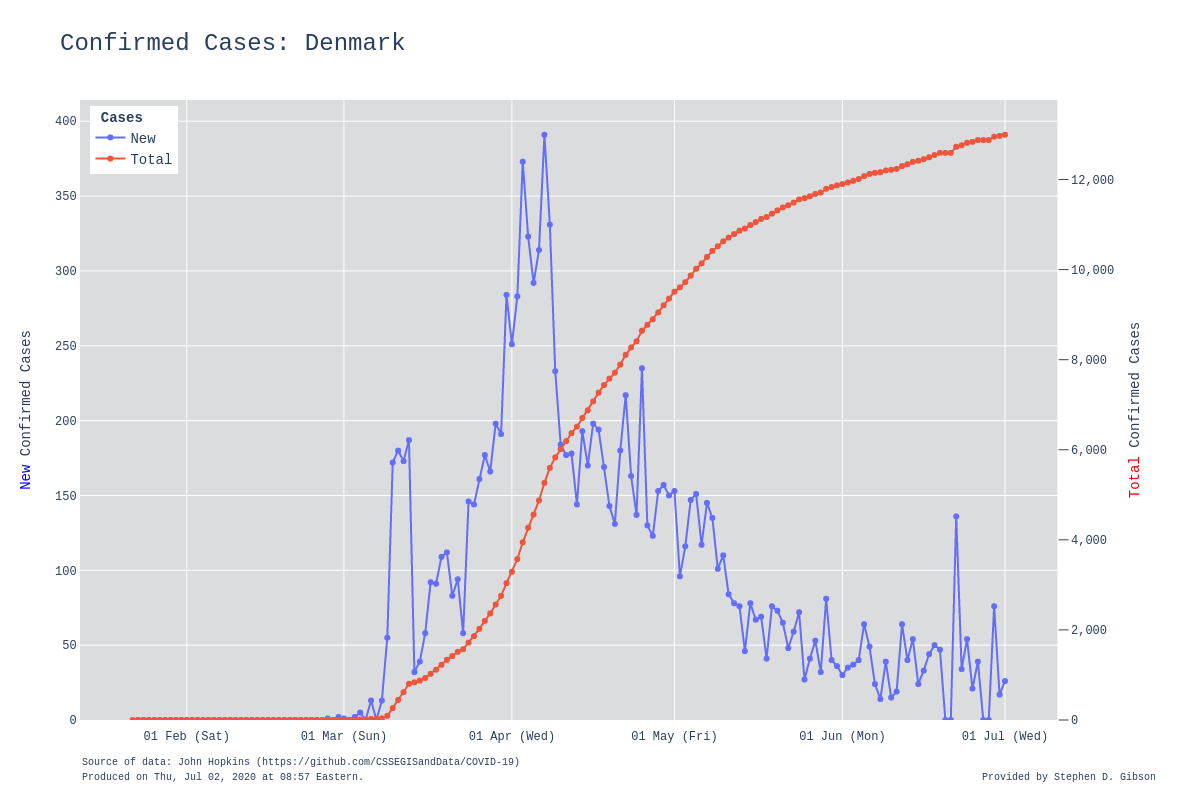 Confirmed Cases: Denmark
Cases
New
Total
400
350
300
250
200
150
100
50
0
12,000
10,000
8,000
6,000
4,000
2,000
0
New Confirmed Cases
Total Confirmed Cases
01 Feb (Sat)
01 Mar (Sun)
01 Apr (Wed)
01 May (Fri)
01 Jun (Mon)
01 Jul (Wed)
Source of data: John Hopkins (https://github.com/CSSEGISandData/COVID-19)
Produced on Thu, Jul 02, 2020 at 08:57 Eastern.
Provided by Stephen D. Gibson